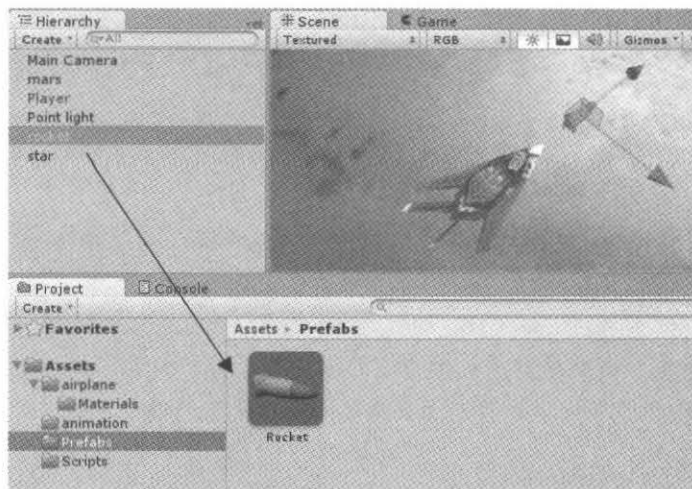 Hierarchy
Create
All
Main Camera
mars
Player
Point light
star
Scene
Game
Textured
RGB
Gizmos
Project
Console
Create
Favorites
Assets
airplane
Materials
animation
Prefabs
Scripts
Assets ▸ Prefabs
Rocket